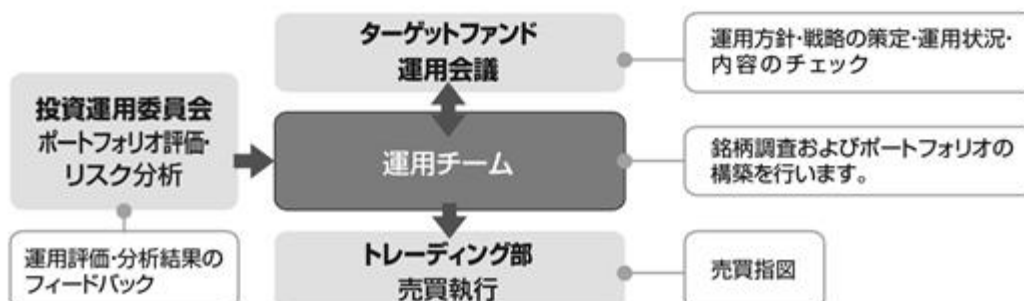 ターゲットファンド
運用会議
運用方針・戦略の策定・運用状況・
内容のチェック
投資運用委員会
ポートフォリオ評価・
リスク分析
運用チーム
銘柄調査およびポートフォリオの
構築を行います。
運用評価・分析結果の
フィードバック
トレーディング部
売買執行
売買指図